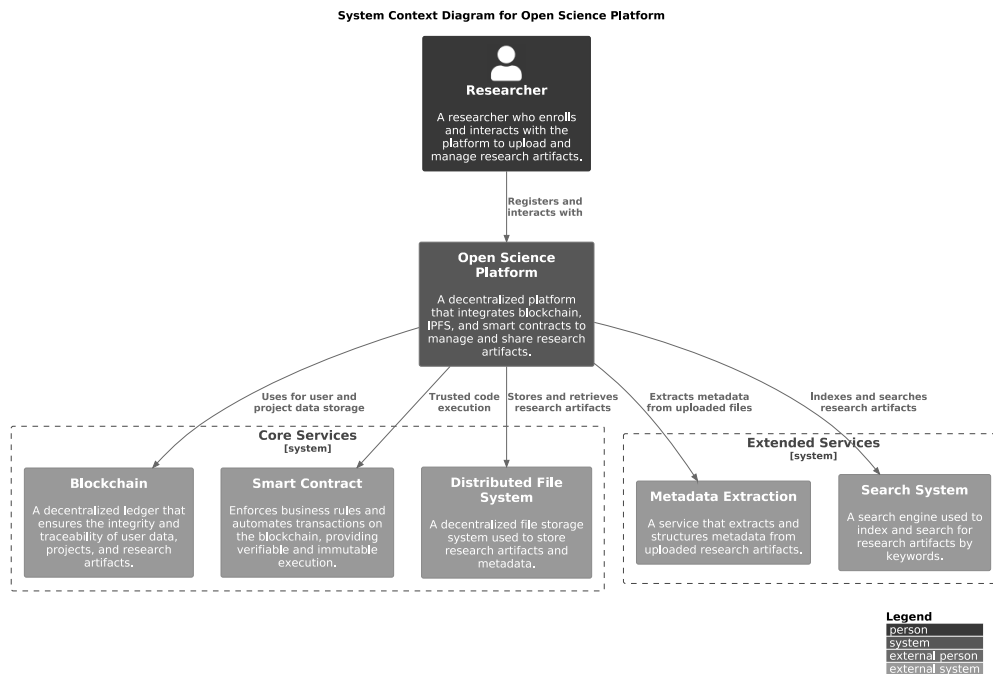 System Context Diagram for Open Science Platform
Researcher
A researcher who enrolls
and interacts with the
platform to upload and
manage research artifacts.
Registers and
interacts with
Open Science
Platform
A decentralized platform
that integrates blockchain,
IPFS, and smart contracts to
manage and share research
artifacts.
Uses for user and
project data storage
Trusted code
execution
Stores and retrieves
research artifacts
Extracts metadata
from uploaded files
Indexes and searches
research artifacts
Core Services
[system]
Blockchain
A decentralized ledger that
ensures the integrity and
traceability of user data,
projects, and research
artifacts.
Smart Contract
Enforces business rules and
automates transactions on
the blockchain, providing
verifiable and immutable
execution.
Distributed File
System
A decentralized file storage
system used to store
research artifacts and
metadata.
Extended Services
[system]
Metadata Extraction
A service that extracts and
structures metadata from
uploaded research artifacts.
Search System
A search engine used to
index and search for
research artifacts by
keywords.
Legend
person
system
external person
external system